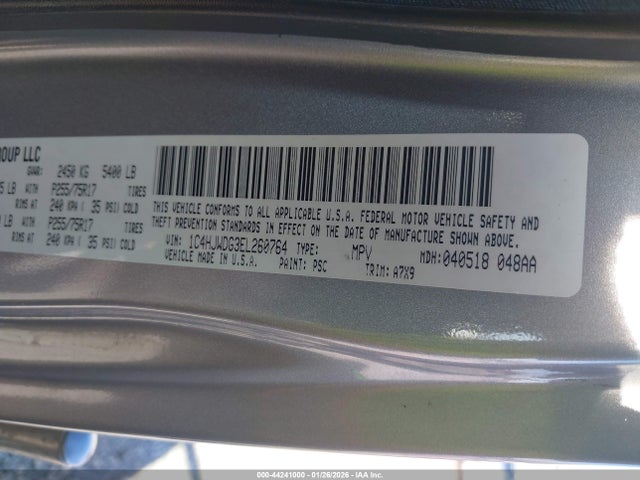 OUP LLC
GVWR: 2450 KG 5400 LB
LB WITH P255/75R17 TIRES
RIMS AT 240 KPA ( 35 PSI) COLD
LB WITH P255/75R17 TIRES
RIMS AT 240 KPA ( 35 PSI) COLD
THIS VEHICLE CONFORMS TO ALL APPLICABLE U.S.A. FEDERAL MOTOR VEHICLE SAFETY AND
THEFT PREVENTION STANDARDS IN EFFECT ON THE DATE OF MANUFACTURE SHOWN ABOVE.
VIN: 1C4HJWDG3EL260764 TYPE: MPV MDH: 040518 048AA
VEHICLE MADE IN U.S.A. PAINT: PSC TRIM: A7X9
000-44241000 - 01/26/2026 - IAA Inc.